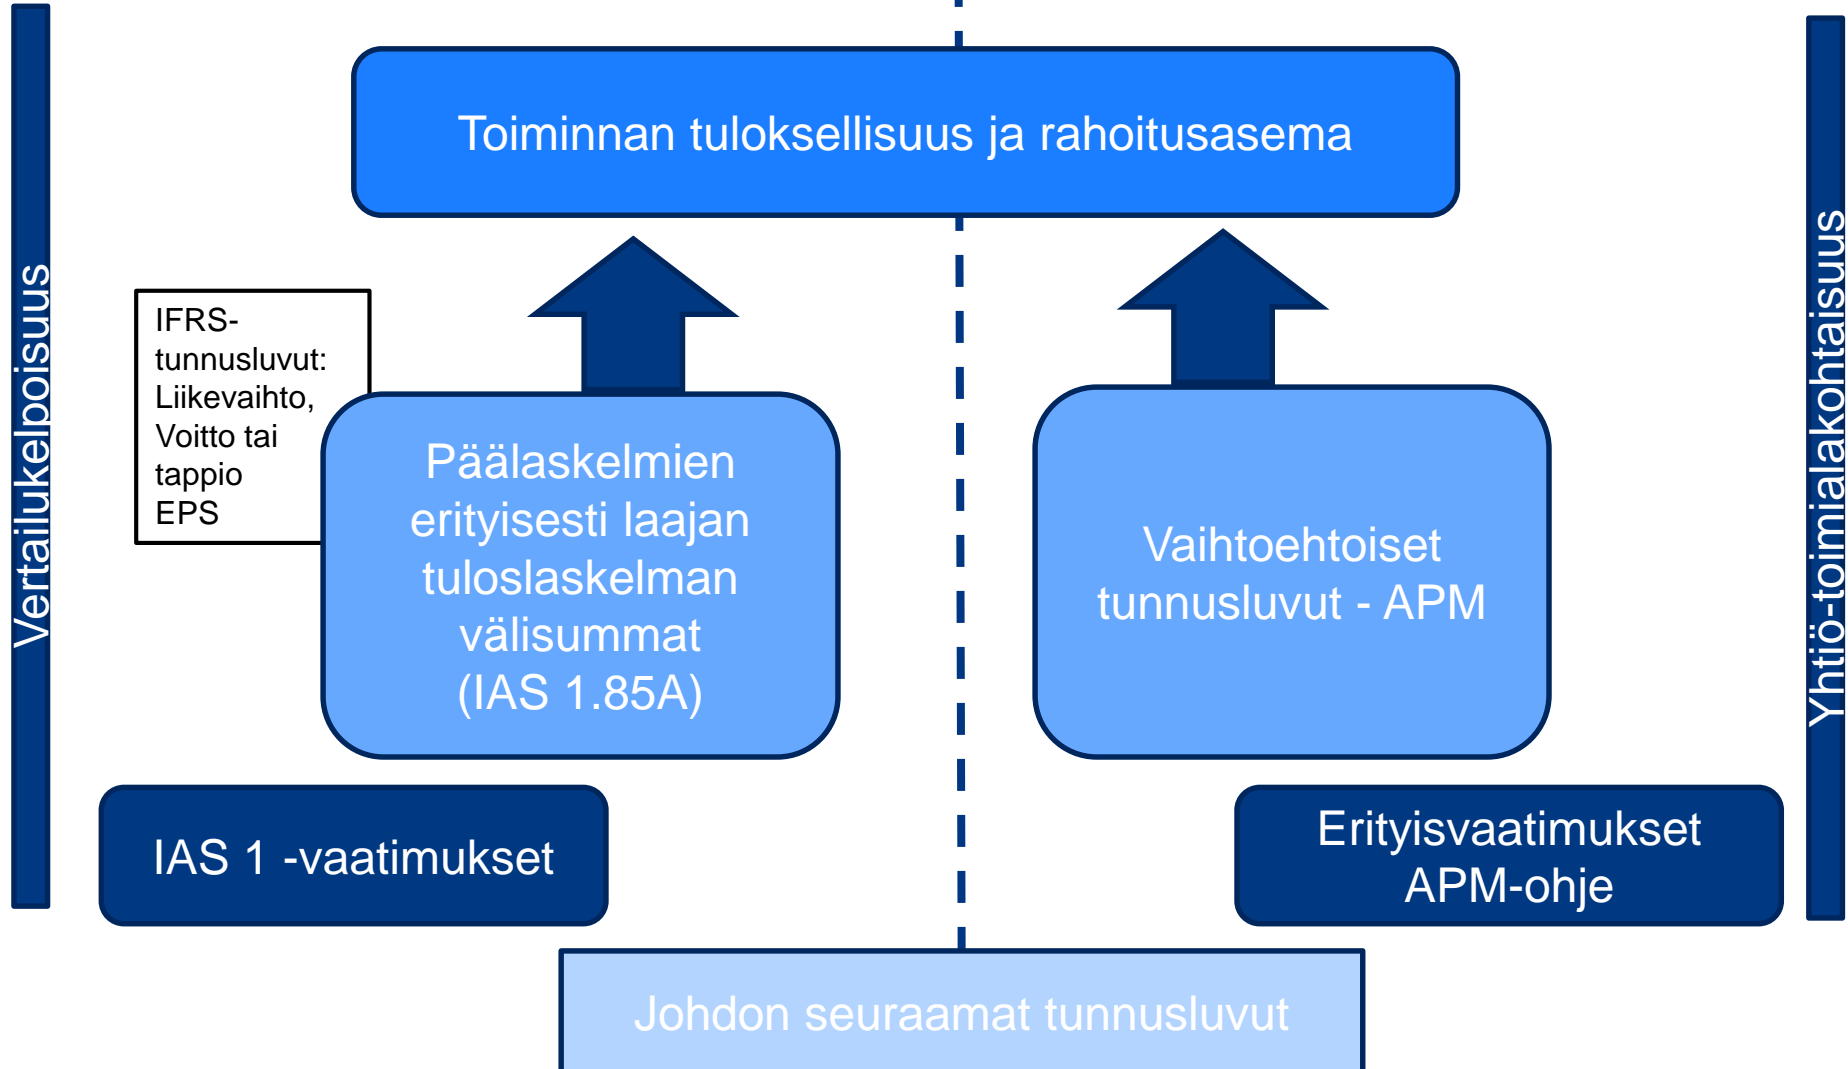 Toiminnan tuloksellisuus ja rahoitusasema
Vertailukelpoisuus
IFRS-
tunnusluvut:
Liikevaihto,
Voitto tai
tappio
EPS
Päälaskelmien
erityisesti laajan
tuloslaskelman
välisummat
(IAS 1.85A)
Vaihtoehtoiset
tunnusluvut - APM
Yhtiö-toimialakohtaisuus
IAS 1 -vaatimukset
Erityisvaatimukset
APM-ohje
Johdon seuraamat tunnusluvut